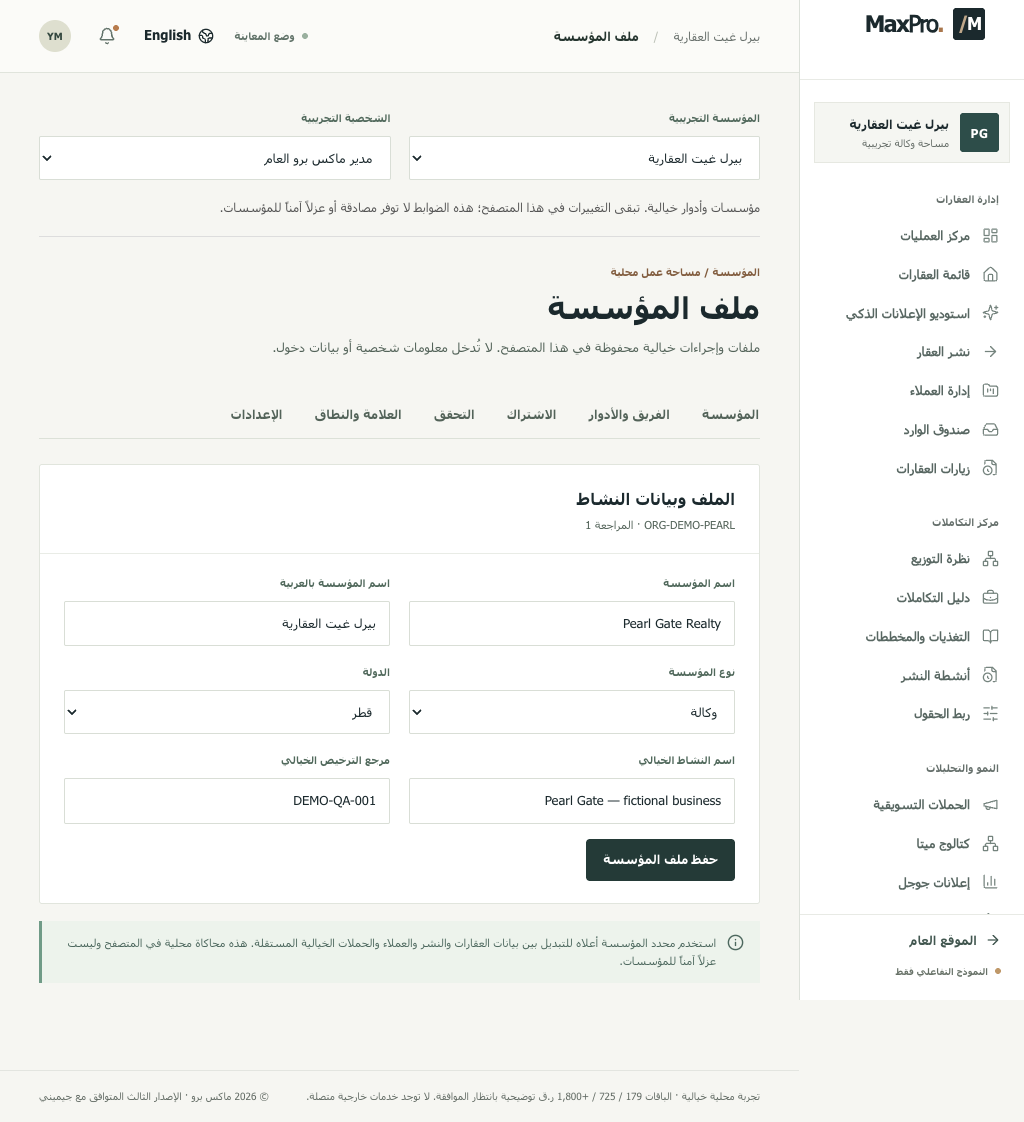 MaxPro. /M
PG بيرل غيت العقارية
مساحة وكالة تجريبية
إدارة العقارات
مركز العمليات
قائمة العقارات
استوديو الإعلانات الذكي
نشر العقار
إدارة العملاء
صندوق الوارد
زيارات العقارات
مركز التكاملات
نظرة التوزيع
دليل التكاملات
التغذيات والمخططات
أنشطة النشر
ربط الحقول
النمو والتحليلات
الحملات التسويقية
كتالوج ميتا
إعلانات جوجل
الموقع العام
النموذج التفاعلي فقط
بيرل غيت العقارية / ملف المؤسسة
وضع المعاينة
English
YM
المؤسسة التجريبية
بيرل غيت العقارية
الشخصية التجريبية
مدير ماكس برو العام
مؤسسات وأدوار خيالية. تبقى التغييرات في هذا المتصفح؛ هذه الضوابط لا توفر مصادقة أو عزلاً آمناً للمؤسسات.
المؤسسة / مساحة عمل محلية
ملف المؤسسة
ملفات وإجراءات خيالية محفوظة في هذا المتصفح. لا تُدخل معلومات شخصية أو بيانات دخول.
المؤسسة الفريق والأدوار الاشتراك التحقق العلامة والنطاق الإعدادات
الملف وبيانات النشاط
ORG-DEMO-PEARL · المراجعة 1
اسم المؤسسة
Pearl Gate Realty
اسم المؤسسة بالعربية
بيرل غيت العقارية
نوع المؤسسة
وكالة
الدولة
قطر
اسم النشاط الخيالي
Pearl Gate — fictional business
مرجع الترخيص الخيالي
DEMO-QA-001
حفظ ملف المؤسسة
استخدم محدد المؤسسة أعلاه للتبديل بين بيانات العقارات والنشر والعملاء والحملات الخيالية المستقلة. هذه محاكاة محلية في المتصفح وليست
عزلاً آمناً للمؤسسات.
تجربة محلية خيالية · الباقات 179 / 725 / +1,800 ر.ق توضيحية بانتظار الموافقة. لا توجد خدمات خارجية متصلة.
© 2026 ماكس برو · الإصدار الثالث المتوافق مع جيميني